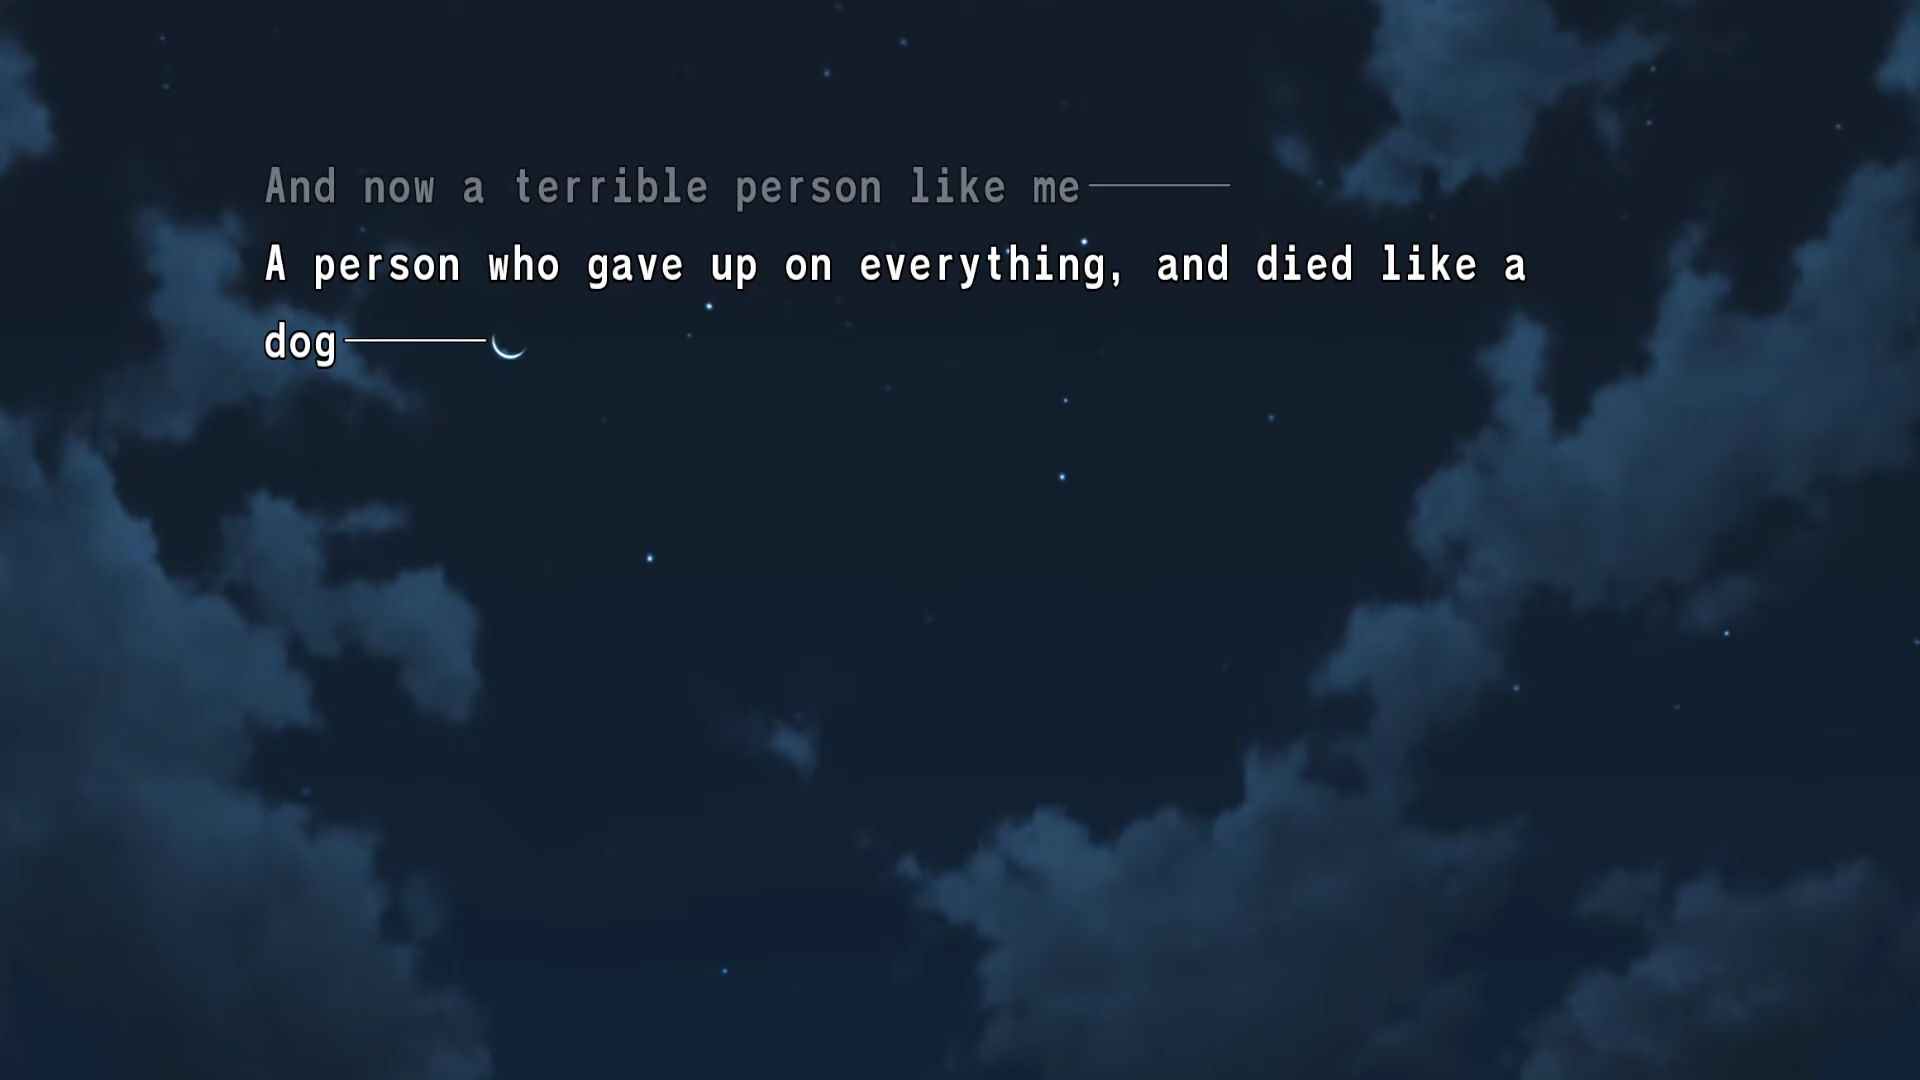 And now a terrible person like me———
A person who gave up on everything, and died like a
dog———